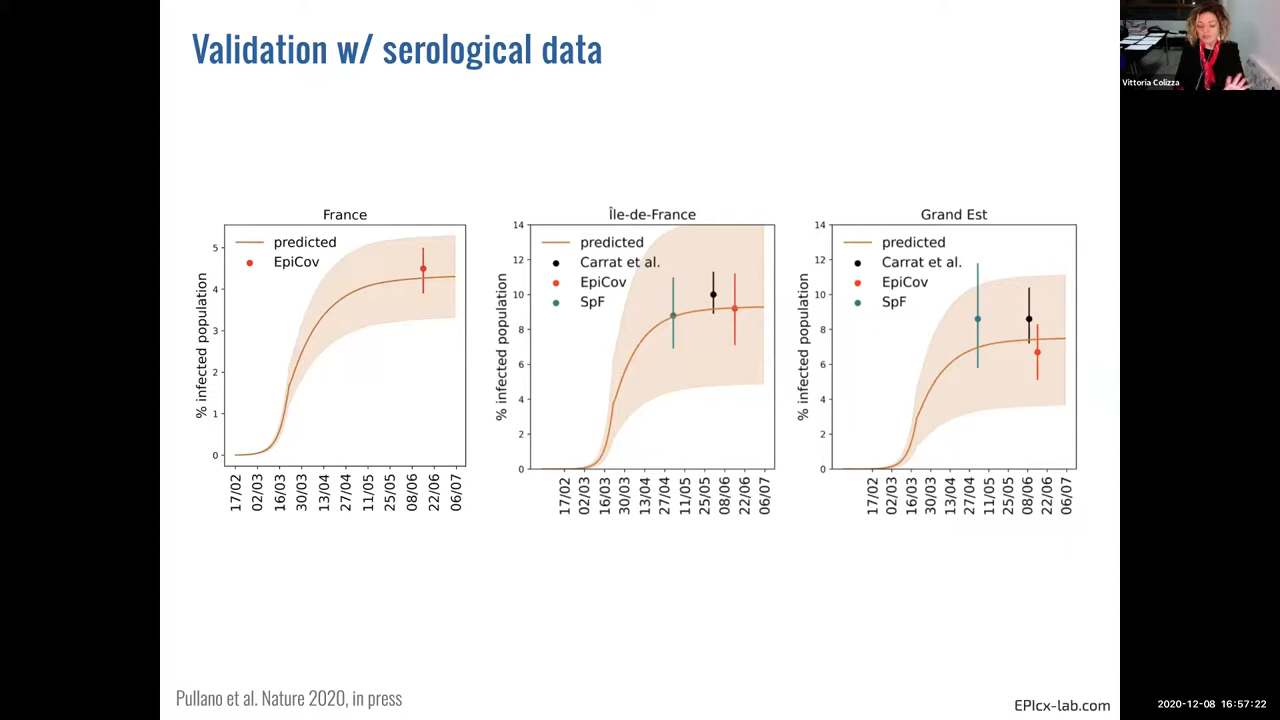 Validation w/ serological data
Vittoria Colizza
France
predicted
EpiCov
% infected population
5
4
3
2
1
0
17/02
02/03
16/03
30/03
13/04
27/04
11/05
25/05
08/06
22/06
06/07
Île-de-France
predicted
Carrat et al.
EpiCov
SpF
% infected population
14
12
10
8
6
4
2
0
17/02
02/03
16/03
30/03
13/04
27/04
11/05
25/05
08/06
22/06
06/07
Grand Est
predicted
Carrat et al.
EpiCov
SpF
% infected population
14
12
10
8
6
4
2
0
17/02
02/03
16/03
30/03
13/04
27/04
11/05
25/05
08/06
22/06
06/07
Pullano et al. Nature 2020, in press
EPIcx-lab.com
2020-12-08 16:57:22